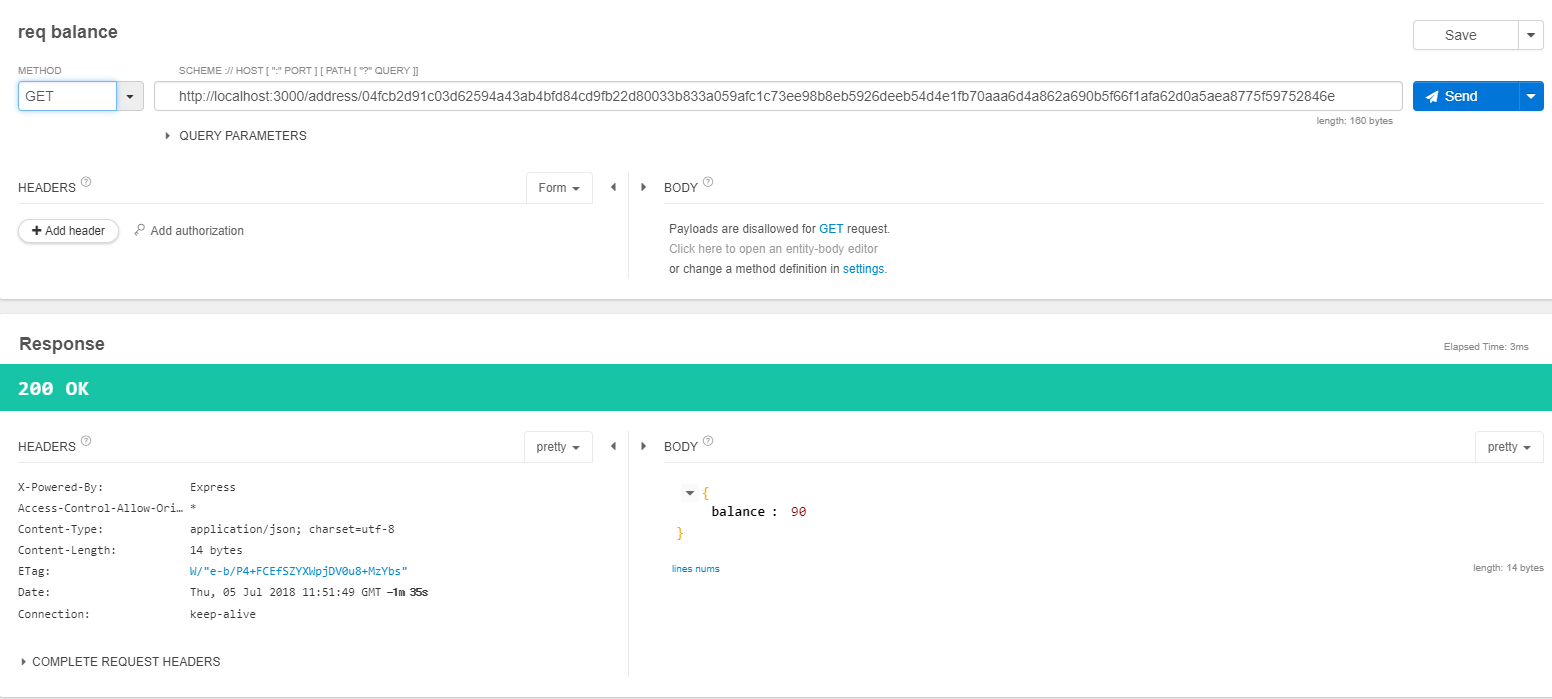 req balance
Save
METHOD
SCHEME :// HOST [ ":" PORT ] [ PATH [ "?" QUERY ]]
GET
http://localhost:3000/address/04fcb2d91c03d62594a43ab4bfd84cd9fb22d80033b833a059afc1c73ee98b8eb5926deeb54d4e1fb70aaa6d4a862a690b5f66f1afa62d0a5aea8775f59752846e
Send
length: 160 bytes
QUERY PARAMETERS
HEADERS ?
Form
BODY ?
Add header
Add authorization
Payloads are disallowed for GET request.
Click here to open an entity-body editor
or change a method definition in settings.
Response
Elapsed Time: 3ms
200 OK
HEADERS ?
pretty
BODY ?
pretty
X-Powered-By: Express
Access-Control-Allow-Ori… *
Content-Type: application/json; charset=utf-8
Content-Length: 14 bytes
ETag: W/"e-b/P4+FCEfSZYXWpjDV0u8+MzYbs"
Date: Thu, 05 Jul 2018 11:51:49 GMT -1m 35s
Connection: keep-alive
COMPLETE REQUEST HEADERS
{
balance : 90
}
lines nums
length: 14 bytes